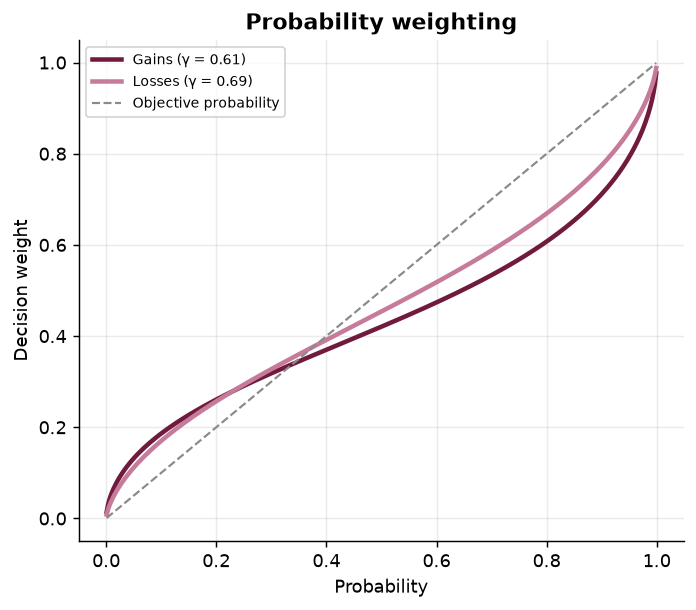 Probability weighting
Gains (γ = 0.61)
Losses (γ = 0.69)
Objective probability
1.0
0.8
0.6
0.4
0.2
0.0
Decision weight
0.0 0.2 0.4 0.6 0.8 1.0
Probability